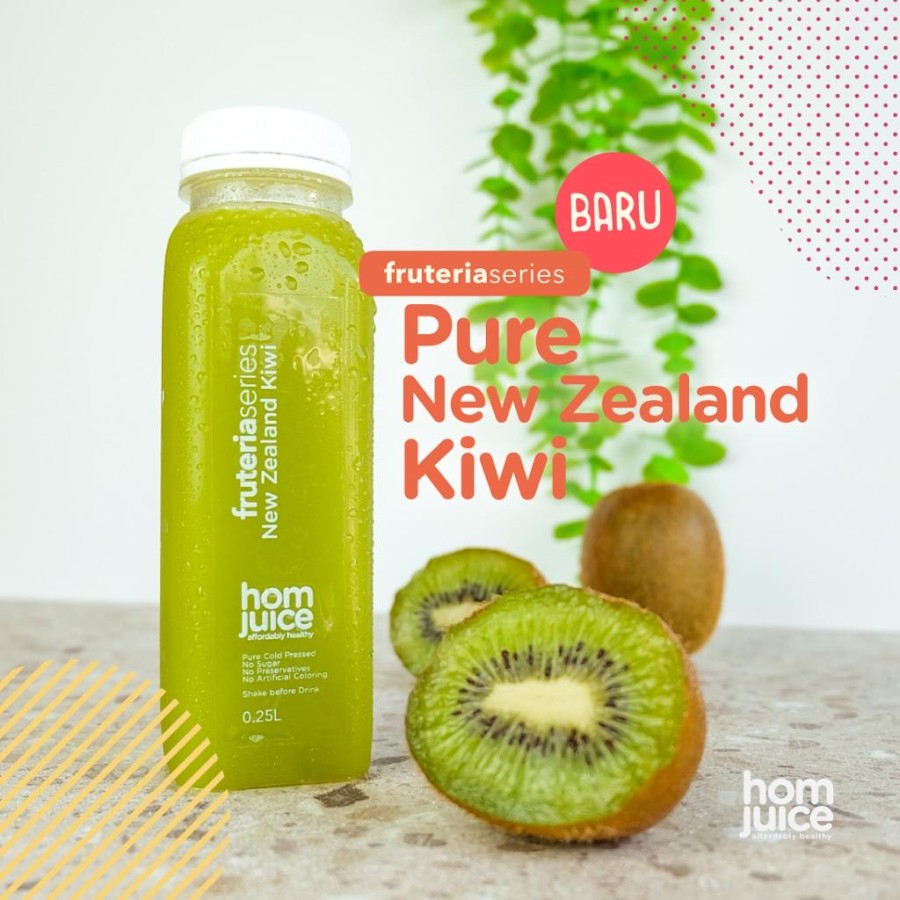 BARU
fruteriaseries
Pure
New Zealand
Kiwi
fruteriaseries
New Zealand Kiwi
hom
juice
affordably healthy
Pure Cold Pressed
No Sugar
No Preservatives
No Artificial Coloring
Shake before Drink
0.25L
hom
juice
affordably healthy